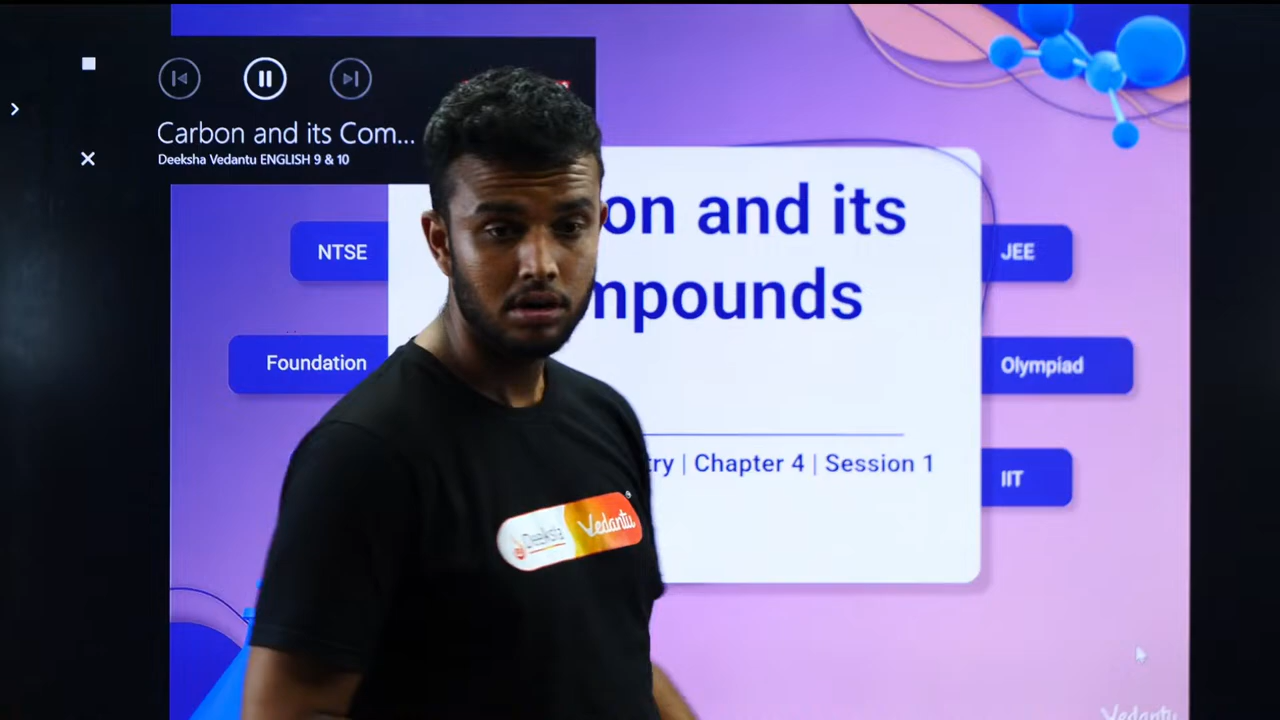 Carbon and its Com...
Deeksha Vedantu ENGLISH 9 & 10
on and its
mpounds
NTSE
JEE
Foundation
Olympiad
try | Chapter 4 | Session 1
IIT
Deeksha Vedantu
Vedantu